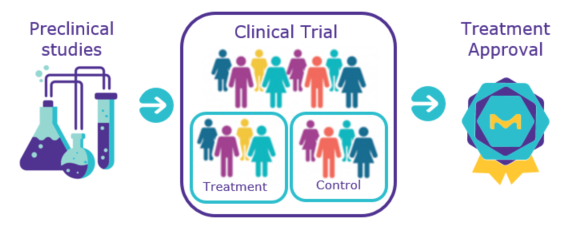 Preclinical
studies
Clinical Trial
Treatment
Control
Treatment
Approval
M